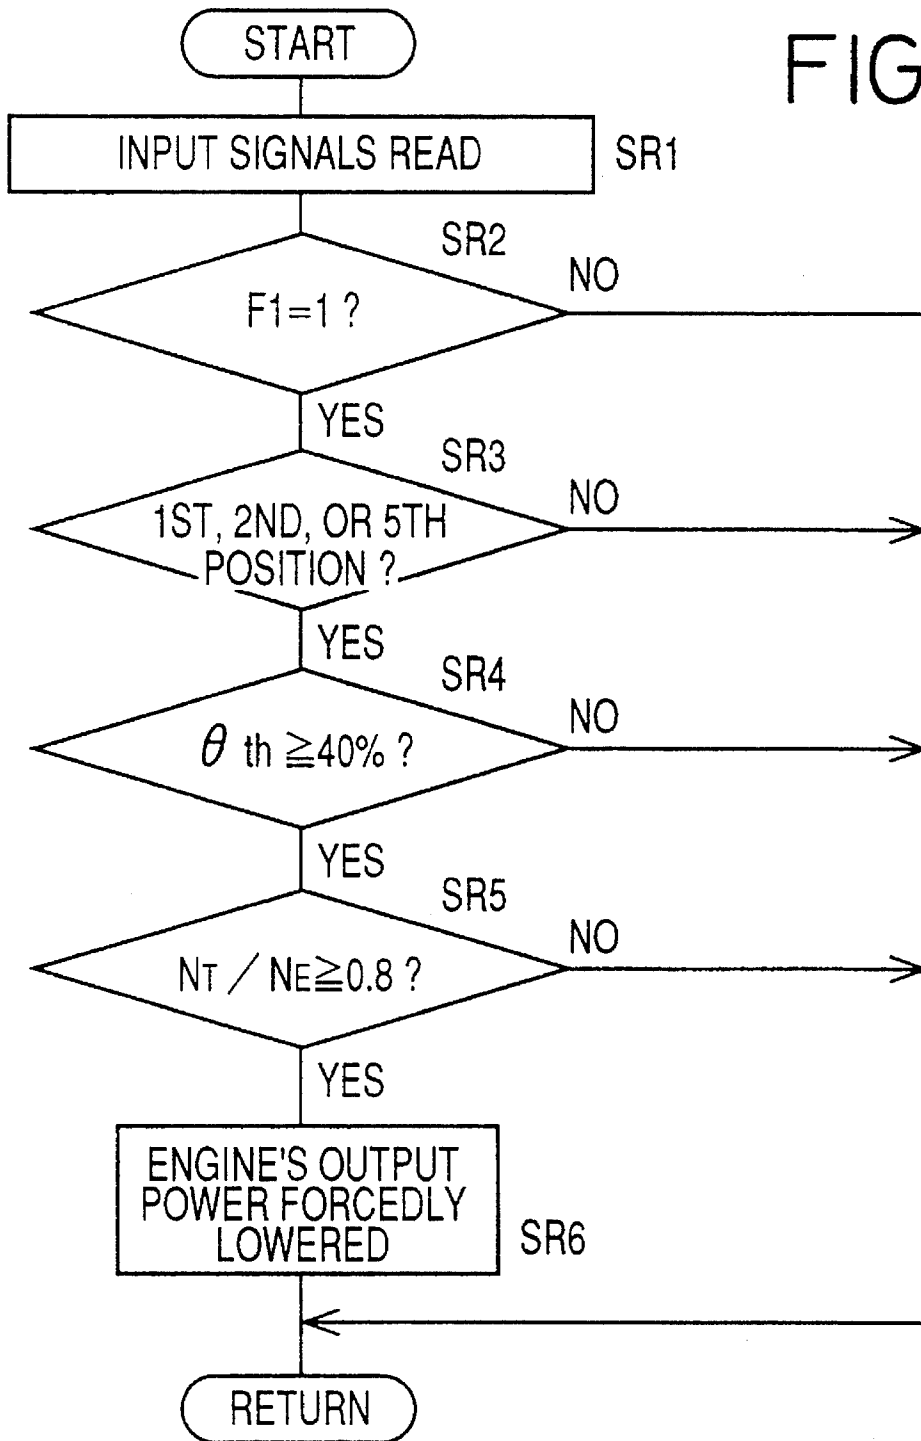 START
FIG
INPUT SIGNALS READ
SR1
SR2
NO
F1=1 ?
YES
SR3
NO
1ST, 2ND, OR 5TH
POSITION ?
YES
SR4
NO
θ th ≧40% ?
YES
SR5
NO
NT / NE≧0.8 ?
YES
ENGINE'S OUTPUT
POWER FORCEDLY
LOWERED
SR6
RETURN